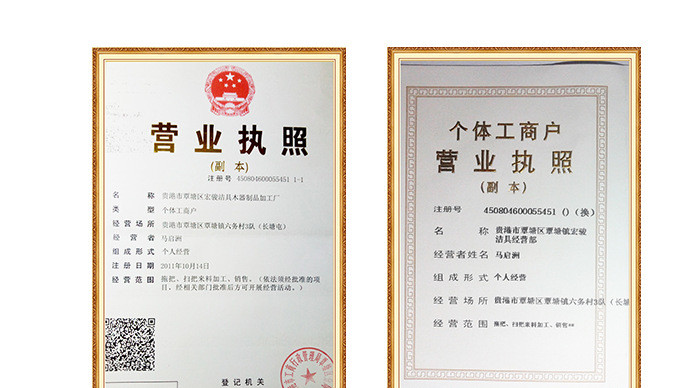 营业执照
(副 本)
注册号 450804600055451 1-1
名 称 贵港市覃塘区宏骏洁具木器制品加工厂
类 型 个体工商户
经营场所 贵港市覃塘区覃塘镇六务村3队（长塘屯）
经 营 者 马启洲
组成形式 个人经营
注册日期 2011年10月14日
经营范围 拖把、扫把来料加工、销售。（依法须经批准的项
目，经相关部门批准后方可开展经营活动。）
登记机关
个体工商户
营业执照
(副 本)
注册号 450804600055451 ()（换）
名 称 贵港市覃塘区覃塘镇宏骏
洁具经营部
经营者姓名 马启洲
组成形式 个人经营
经营场所 贵港市覃塘区覃塘镇六务村3队（长塘
经营范围 拖把、扫把来料加工、销售**